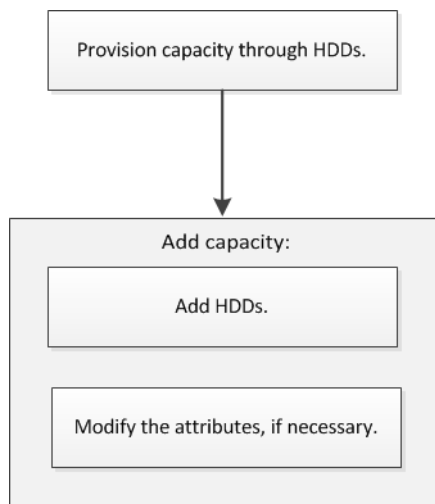 Provision capacity through HDDs.
Add capacity:
Add HDDs.
Modify the attributes, if necessary.